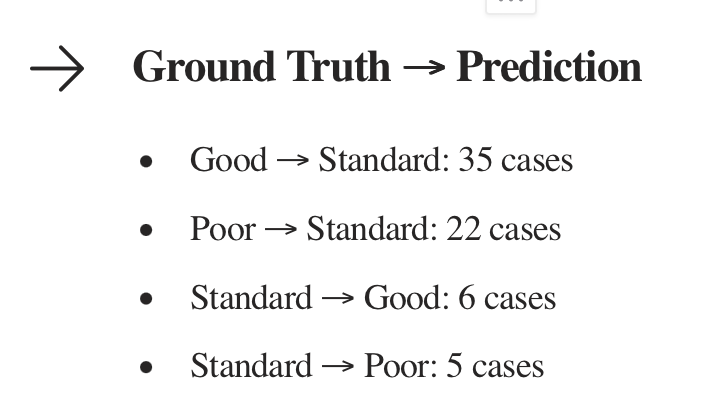 → Ground Truth → Prediction
• Good → Standard: 35 cases
• Poor → Standard: 22 cases
• Standard → Good: 6 cases
• Standard → Poor: 5 cases